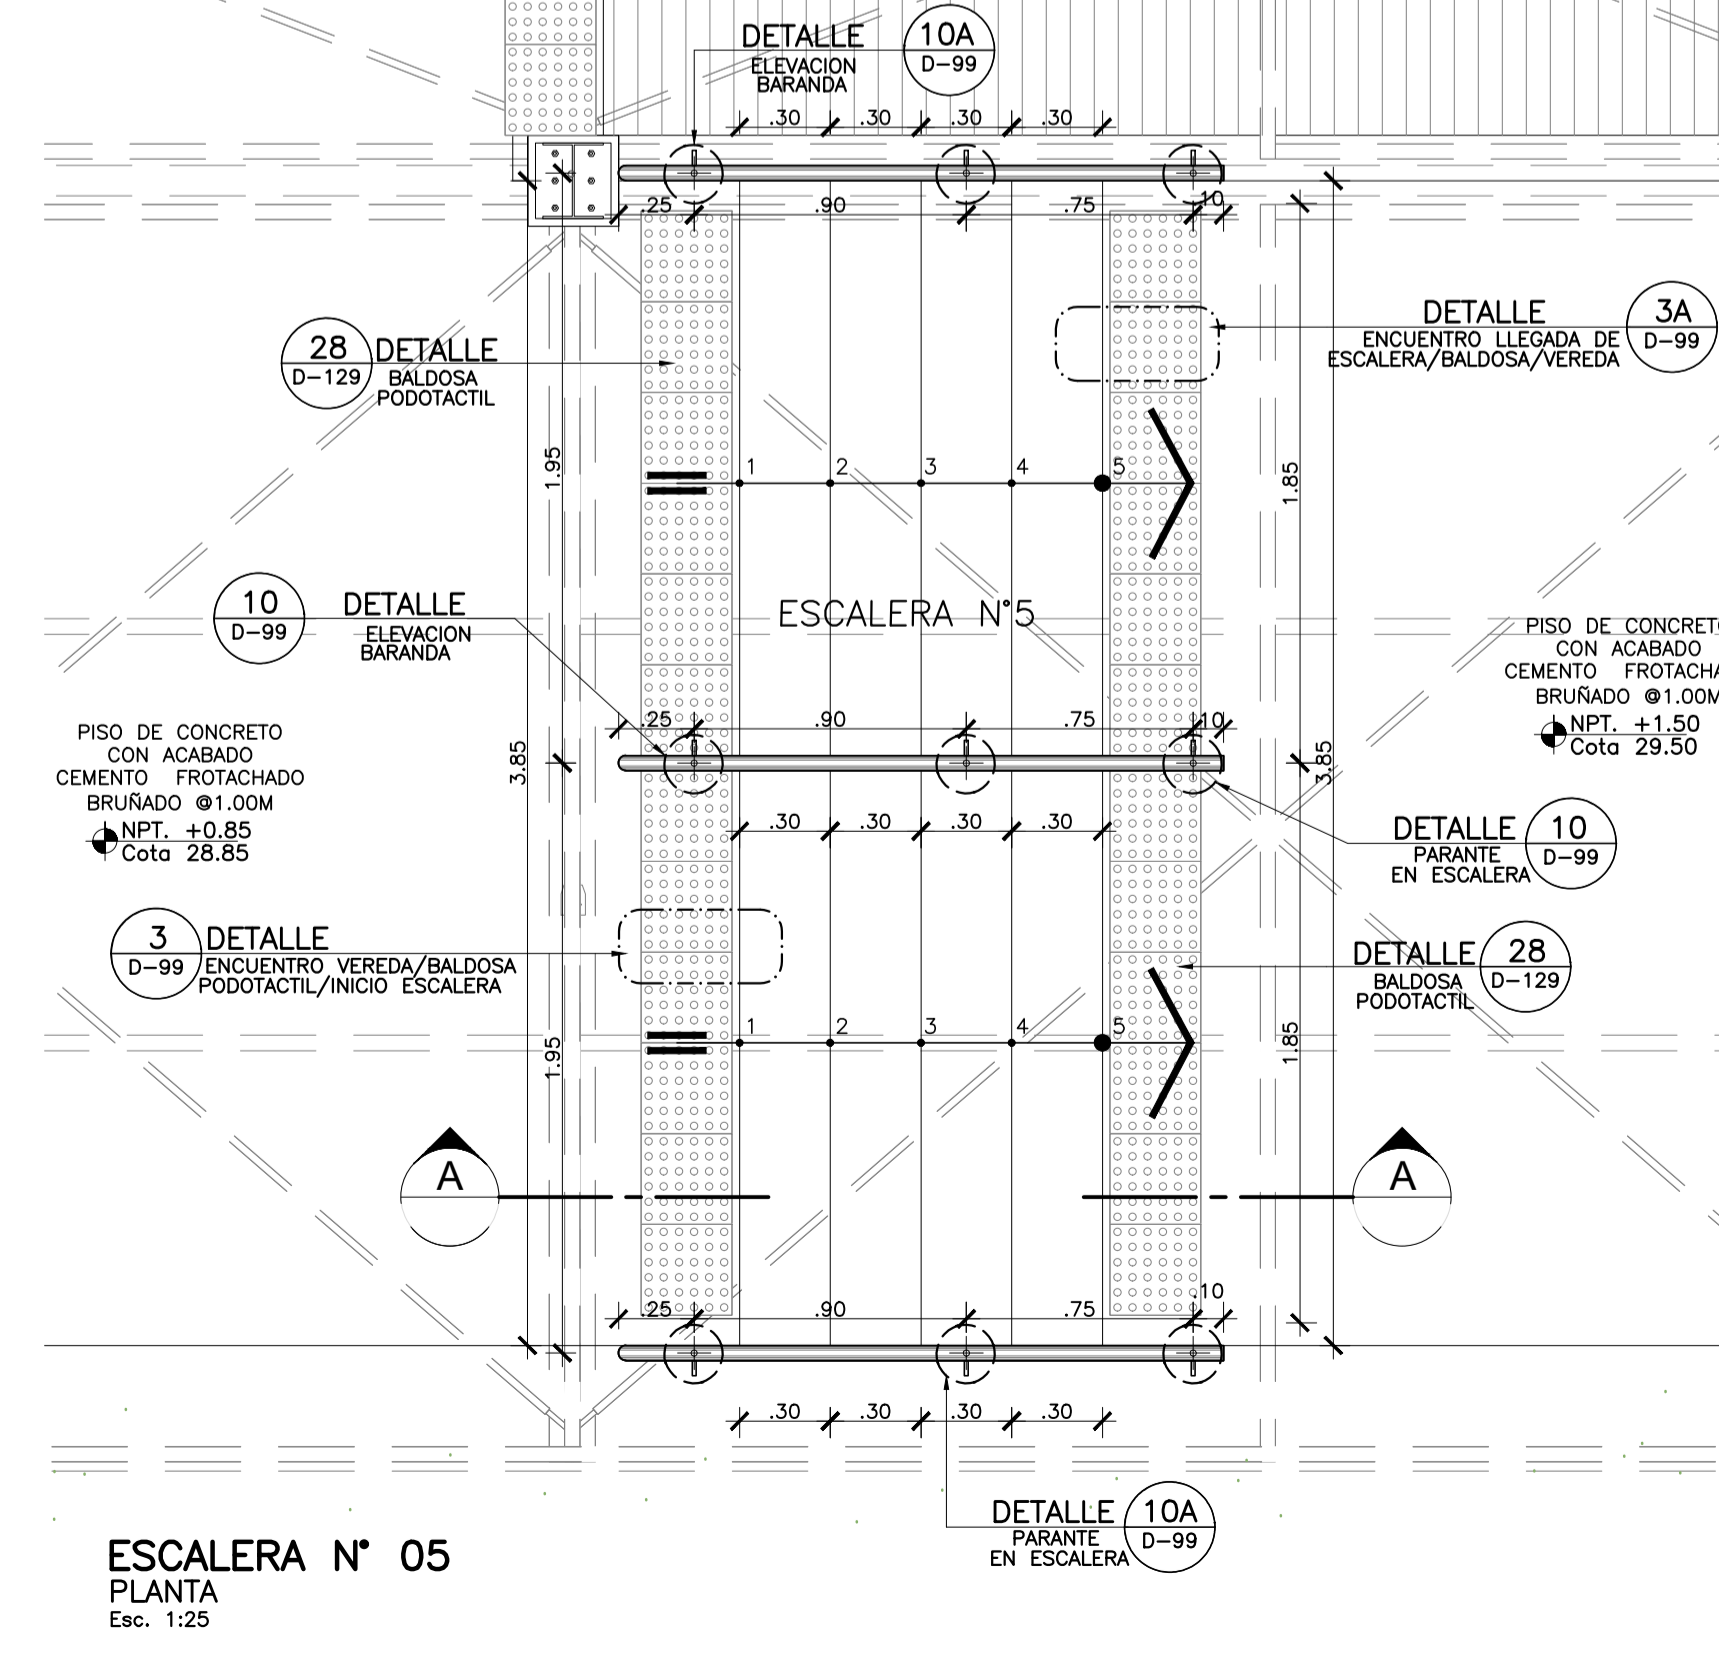 DETALLE
ELEVACION
BARANDA
10A
D-99
.30 .30 .30 .30
.25 .90 .75 .10
28
D-129
DETALLE
BALDOSA
PODOTACTIL
DETALLE
ENCUENTRO LLEGADA DE
ESCALERA/BALDOSA/VEREDA
3A
D-99
1.95
1 2 3 4 5
1.85
10
D-99
DETALLE
ELEVACION
BARANDA
ESCALERA N°5
PISO DE CONCRETO
CON ACABADO
CEMENTO FROTACHADO
BRUÑADO @1.00M
NPT. +0.85
Cota 28.85
PISO DE CONCRETO
CON ACABADO
CEMENTO FROTACHA
BRUÑADO @1.00M
NPT. +1.50
Cota 29.50
.25 .90 .75 .10
3.85
3.85
.30 .30 .30 .30
DETALLE
PARANTE
EN ESCALERA
10
D-99
3
D-99
DETALLE
ENCUENTRO VEREDA/BALDOSA
PODOTACTIL/INICIO ESCALERA
DETALLE
BALDOSA
PODOTACTIL
28
D-129
1.95
1 2 3 4 5
1.85
A
A
.25 .90 .75 .10
.30 .30 .30 .30
DETALLE
PARANTE
EN ESCALERA
10A
D-99
ESCALERA N° 05
PLANTA
Esc. 1:25